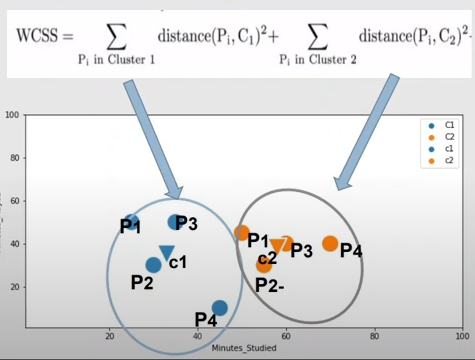 WCSS = ∑ distance(Pᵢ, C₁)² + ∑ distance(Pᵢ, C₂)²
Pᵢ in Cluster 1 Pᵢ in Cluster 2
100
80
60
40
20
C1
C2
c1
c2
P1
P3
c1
P2
P4
P1
c2
P3
P4
P2-
20 40 60 80 100
Minutes_Studied